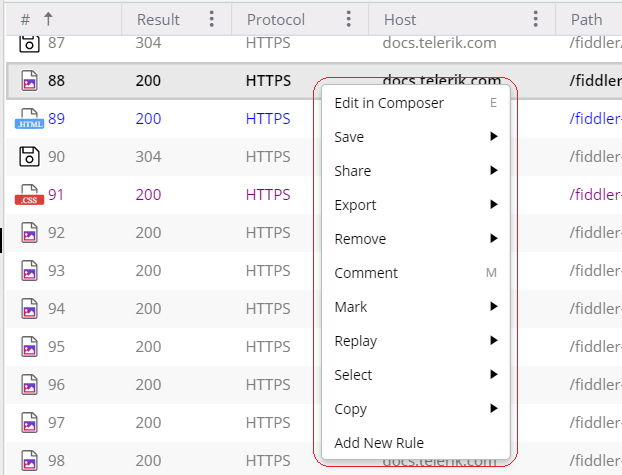 # Result Protocol Host Path
87 304 HTTPS docs.telerik.com /fiddler-
88 200 HTTPS docs.telerik.com /fiddler
.HTML 89 200 HTTPS /fiddler-
90 304 HTTPS /fiddler-
.CSS 91 200 HTTPS /fiddler-
92 200 HTTPS /fiddler-
93 200 HTTPS /fiddler-
94 200 HTTPS /fiddler-
95 200 HTTPS /fiddler-
96 200 HTTPS /fiddler-
97 200 HTTPS /fiddler-
98 200 HTTPS docs.telerik.com /fiddler-
Edit in Composer E
Save
Share
Export
Remove
Comment M
Mark
Replay
Select
Copy
Add New Rule